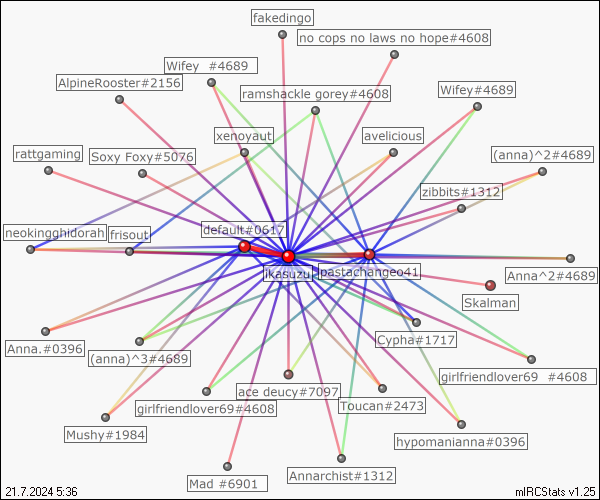 fakedingo
no cops no laws no hope#4608
Wifey #4689
AlpineRooster#2156
ramshackle gorey#4608
Wifey#4689
xenoyaut
avelicious
rattgaming
Soxy Foxy#5076
(anna)^2#4689
zibbits#1312
neokingghidorah
frisout
default#0617
ikasuzu
pastachangeo41
Anna^2#4689
Skalman
Anna.#0396
(anna)^3#4689
Cypha#1717
girlfriendlover69 #4608
ace deucy#7097
girlfriendlover69#4608
Toucan#2473
Mushy#1984
hypomanianna#0396
Mad #6901
Annarchist#1312
21.7.2024 5:36
mIRCStats v1.25